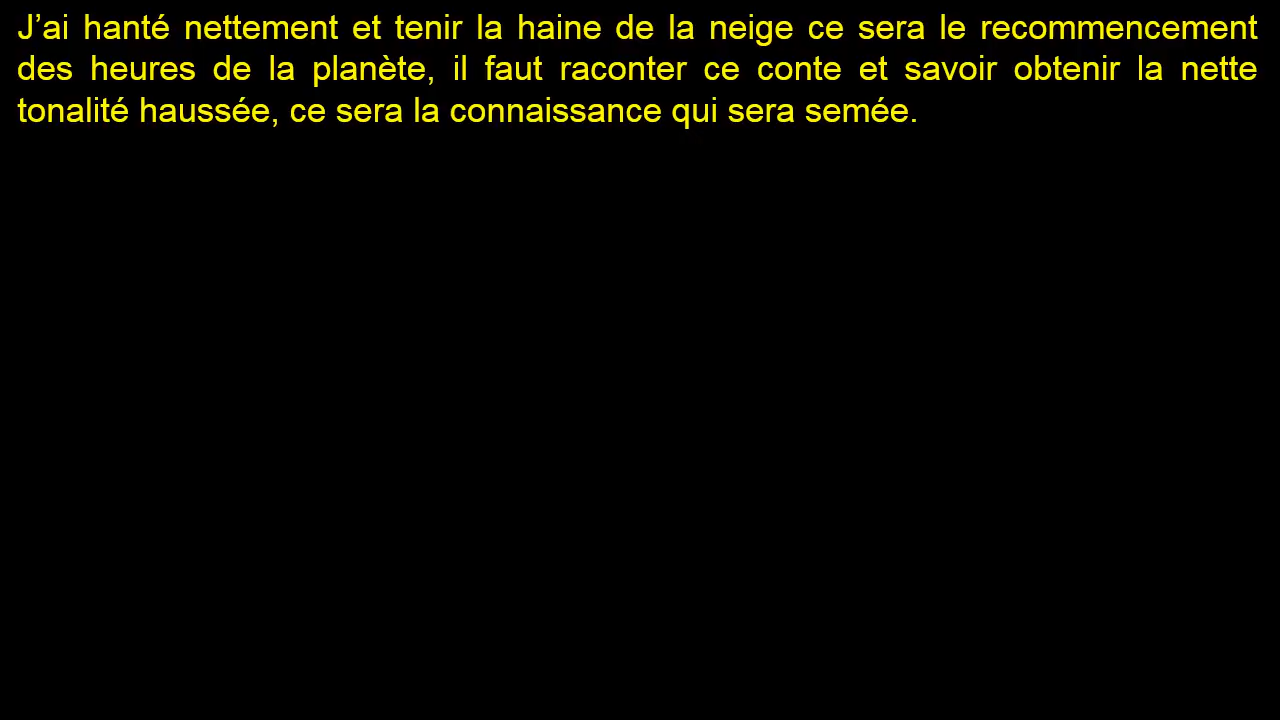 J’ai hanté nettement et tenir la haine de la neige ce sera le recommencement
des heures de la planète, il faut raconter ce conte et savoir obtenir la nette
tonalité haussée, ce sera la connaissance qui sera semée.